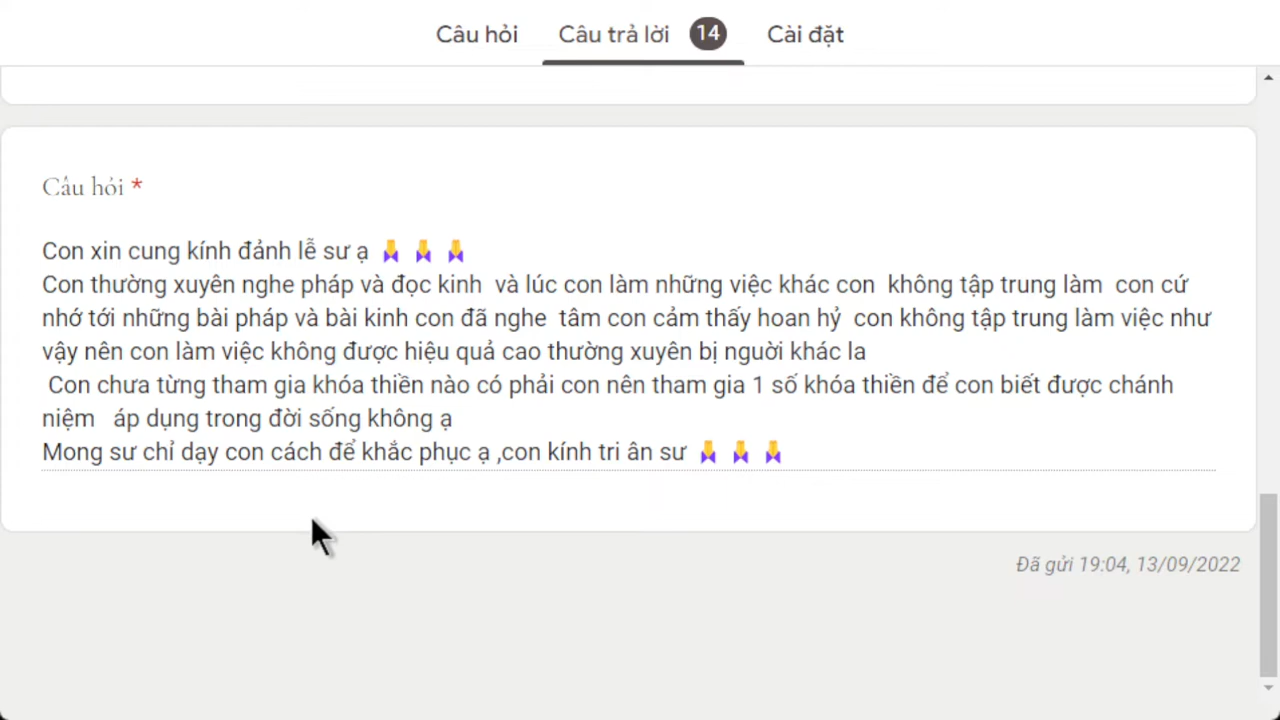 Câu hỏi Câu trả lời 14 Cài đặt
Câu hỏi *
Con xin cung kính đảnh lễ sư ạ 🙏 🙏 🙏
Con thường xuyên nghe pháp và đọc kinh và lúc con làm những việc khác con không tập trung làm con cứ
nhớ tới những bài pháp và bài kinh con đã nghe tâm con cảm thấy hoan hỷ con không tập trung làm việc như
vậy nên con làm việc không được hiệu quả cao thường xuyên bị nguời khác la
Con chưa từng tham gia khóa thiền nào có phải con nên tham gia 1 số khóa thiền để con biết được chánh
niệm áp dụng trong đời sống không ạ
Mong sư chỉ dạy con cách để khắc phục ạ ,con kính tri ân sư 🙏 🙏 🙏
Đã gửi 19:04, 13/09/2022